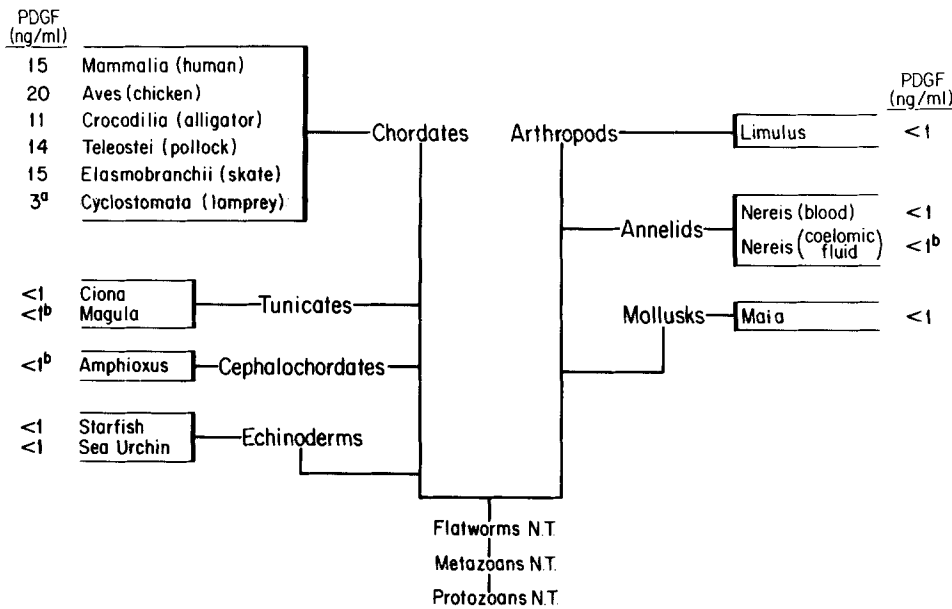 PDGF
(ng/ml)
15 Mammalia (human)
20 Aves (chicken)
11 Crocodilia (alligator)
14 Teleostei (pollock)
15 Elasmobranchii (skate)
3a Cyclostomata (lamprey)
Chordates
<1 Ciona
<1b Magula
Tunicates
<1b Amphioxus
Cephalochordates
<1 Starfish
<1 Sea Urchin
Echinoderms
Arthropods
PDGF
(ng/ml)
Limulus <1
Annelids
Nereis (blood) <1
Nereis (coelomic fluid) <1b
Mollusks
Maia <1
Flatworms N.T.
Metazoans N.T.
Protozoans N.T.